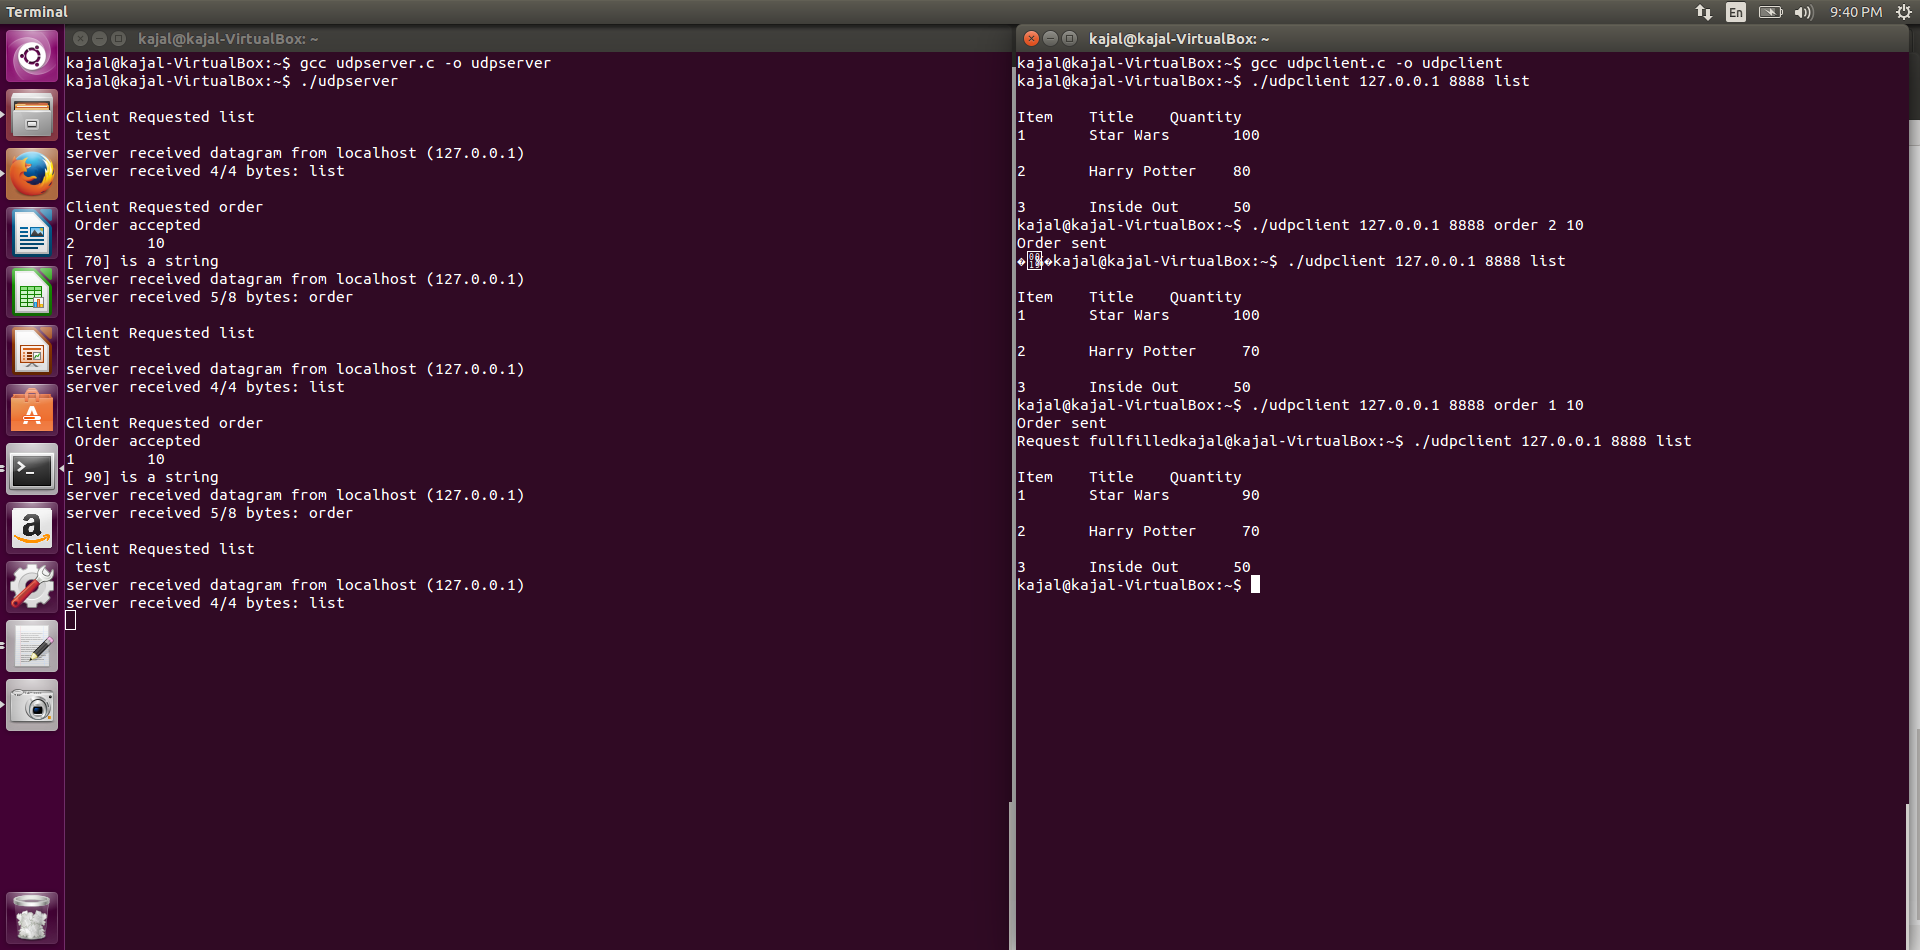 Terminal
En
9:40 PM
kajal@kajal-VirtualBox: ~
kajal@kajal-VirtualBox:~$ gcc udpserver.c -o udpserver
kajal@kajal-VirtualBox:~$ ./udpserver
Client Requested list
test
server received datagram from localhost (127.0.0.1)
server received 4/4 bytes: list
Client Requested order
Order accepted
2        10
[ 70] is a string
server received datagram from localhost (127.0.0.1)
server received 5/8 bytes: order
Client Requested list
test
server received datagram from localhost (127.0.0.1)
server received 4/4 bytes: list
Client Requested order
Order accepted
1        10
[ 90] is a string
server received datagram from localhost (127.0.0.1)
server received 5/8 bytes: order
Client Requested list
test
server received datagram from localhost (127.0.0.1)
server received 4/4 bytes: list
kajal@kajal-VirtualBox: ~
kajal@kajal-VirtualBox:~$ gcc udpclient.c -o udpclient
kajal@kajal-VirtualBox:~$ ./udpclient 127.0.0.1 8888 list
Item    Title    Quantity
1       Star Wars       100
2       Harry Potter    80
3       Inside Out      50
kajal@kajal-VirtualBox:~$ ./udpclient 127.0.0.1 8888 order 2 10
Order sent
kajal@kajal-VirtualBox:~$ ./udpclient 127.0.0.1 8888 list
Item    Title    Quantity
1       Star Wars       100
2       Harry Potter     70
3       Inside Out      50
kajal@kajal-VirtualBox:~$ ./udpclient 127.0.0.1 8888 order 1 10
Order sent
Request fullfilledkajal@kajal-VirtualBox:~$ ./udpclient 127.0.0.1 8888 list
Item    Title    Quantity
1       Star Wars        90
2       Harry Potter     70
3       Inside Out      50
kajal@kajal-VirtualBox:~$